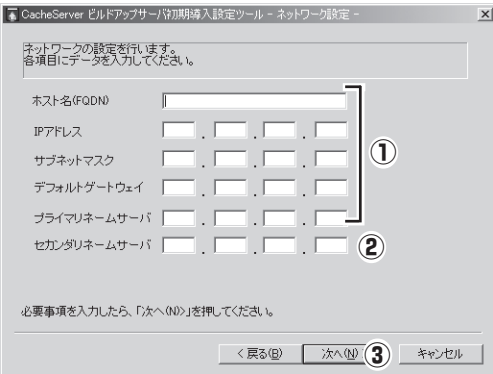 CacheServer ビルドアップサーバ初期導入設定ツール - ネットワーク設定 -
ネットワークの設定を行います。
各項目にデータを入力してください。
ホスト名(FQDN)
IPアドレス
サブネットマスク
デフォルトゲートウェイ
プライマリネームサーバ
セカンダリネームサーバ
①
②
必要事項を入力したら、「次へ(N)>」を押してください。
< 戻る(B)
次へ(N)
③
キャンセル